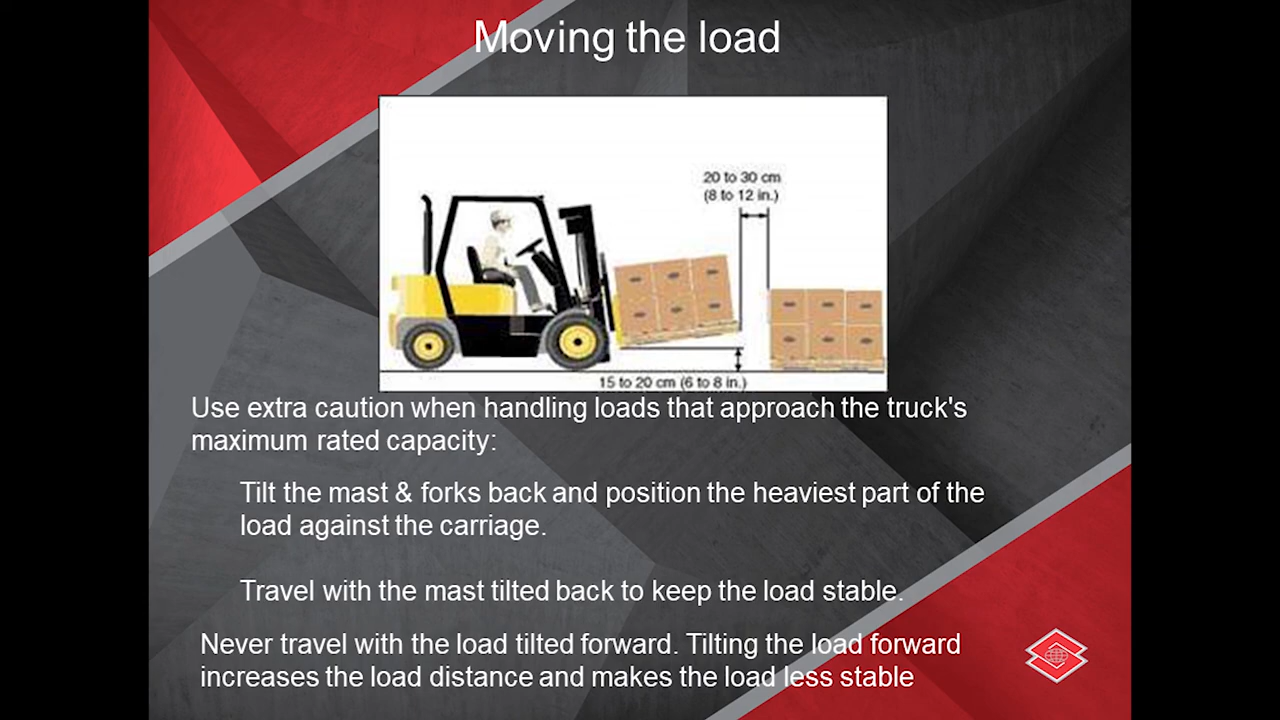 Moving the load
20 to 30 cm
(8 to 12 in.)
15 to 20 cm (6 to 8 in.)
Use extra caution when handling loads that approach the truck's
maximum rated capacity:
Tilt the mast & forks back and position the heaviest part of the
load against the carriage.
Travel with the mast tilted back to keep the load stable.
Never travel with the load tilted forward. Tilting the load forward
increases the load distance and makes the load less stable